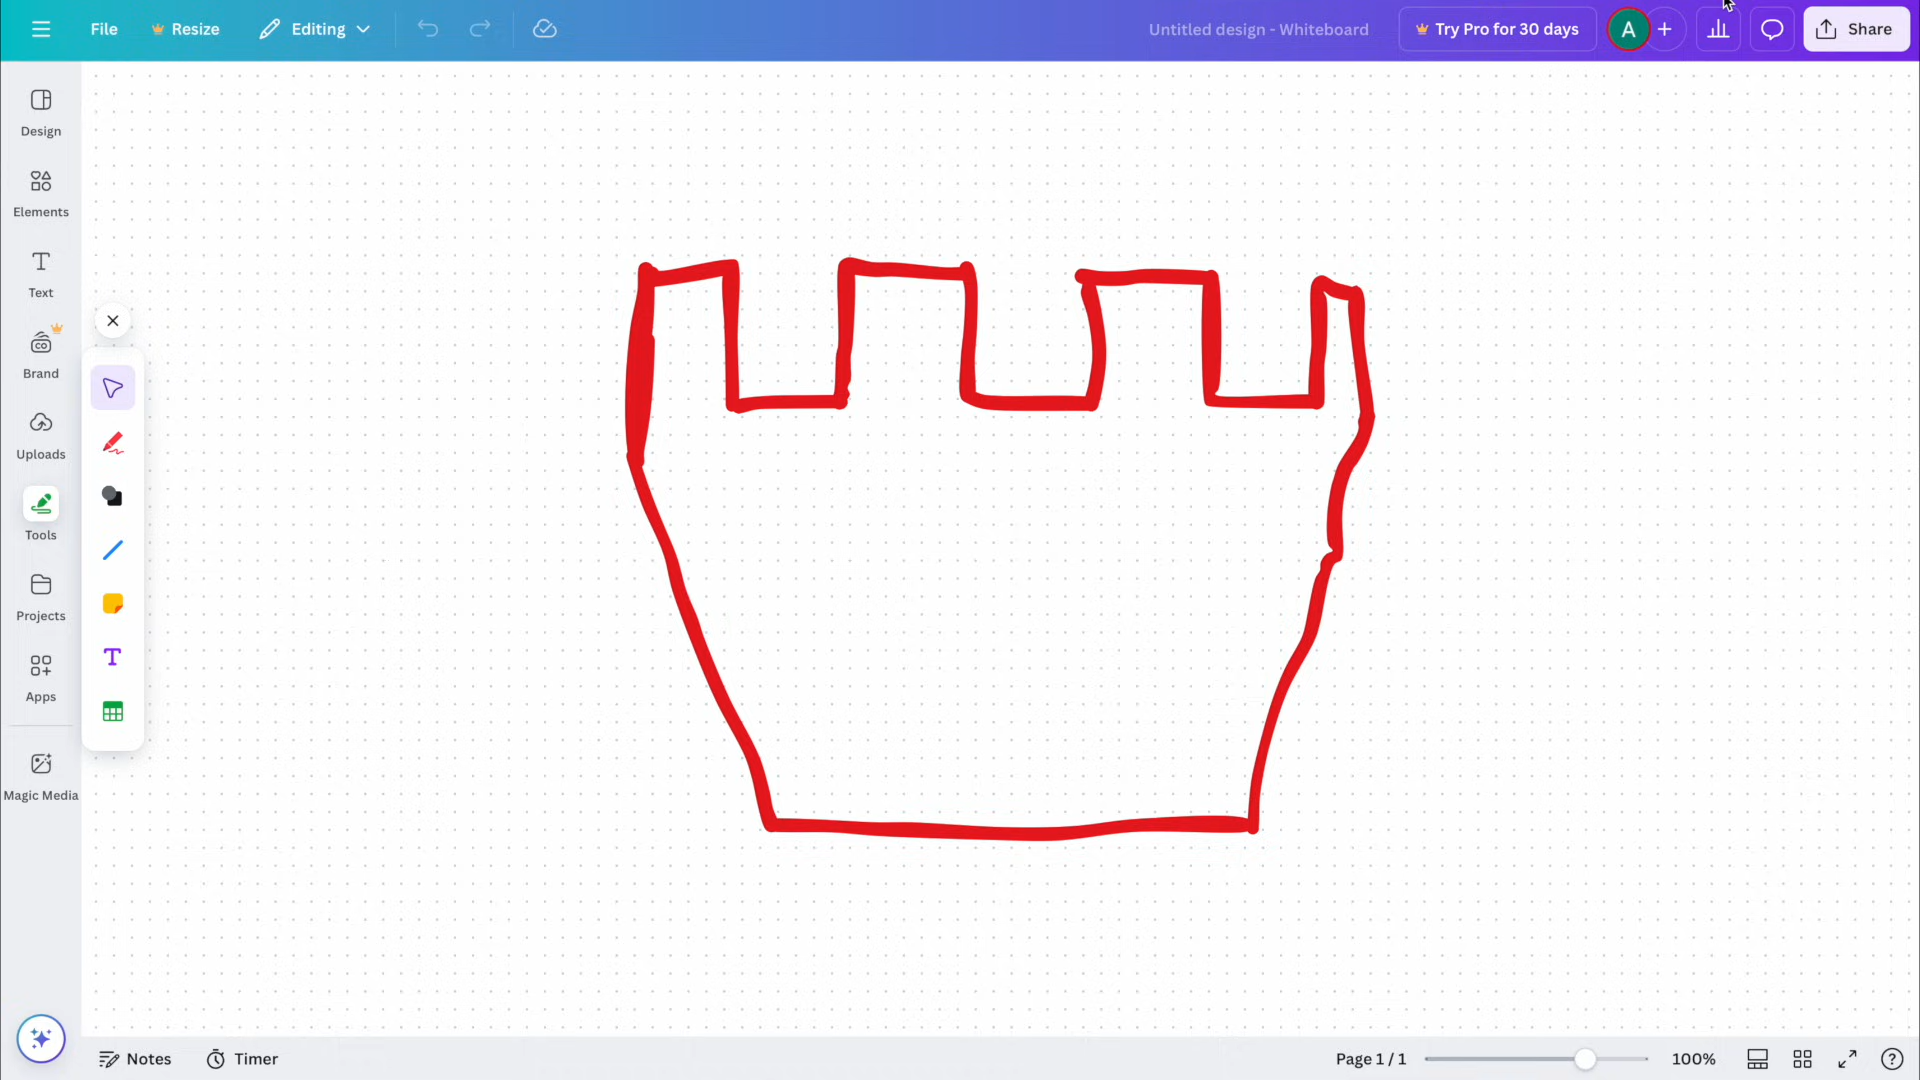 File
Resize
Editing
Untitled design - Whiteboard
Try Pro for 30 days
A
Share
Design
Elements
Text
Brand
Uploads
Tools
Projects
Apps
Magic Media
Notes
Timer
Page 1 / 1
100%